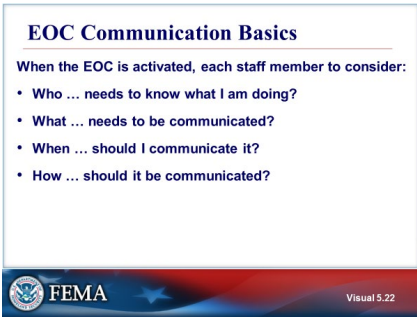 EOC Communication Basics
When the EOC is activated, each staff member to consider:
• Who … needs to know what I am doing?
• What … needs to be communicated?
• When … should I communicate it?
• How … should it be communicated?
FEMA
Visual 5.22